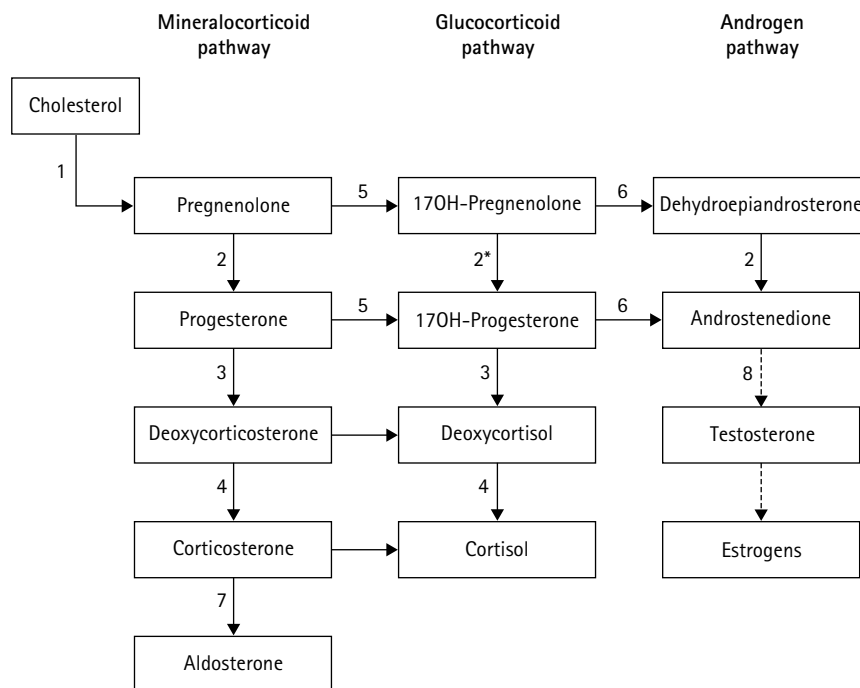 Mineralocorticoid
pathway
Glucocorticoid
pathway
Androgen
pathway
Cholesterol
1
Pregnenolone
5
17OH-Pregnenolone
6
Dehydroepiandrosterone
2
2*
2
Progesterone
5
17OH-Progesterone
6
Androstenedione
3
3
8
Deoxycorticosterone
Deoxycortisol
Testosterone
4
4
Corticosterone
Cortisol
Estrogens
7
Aldosterone